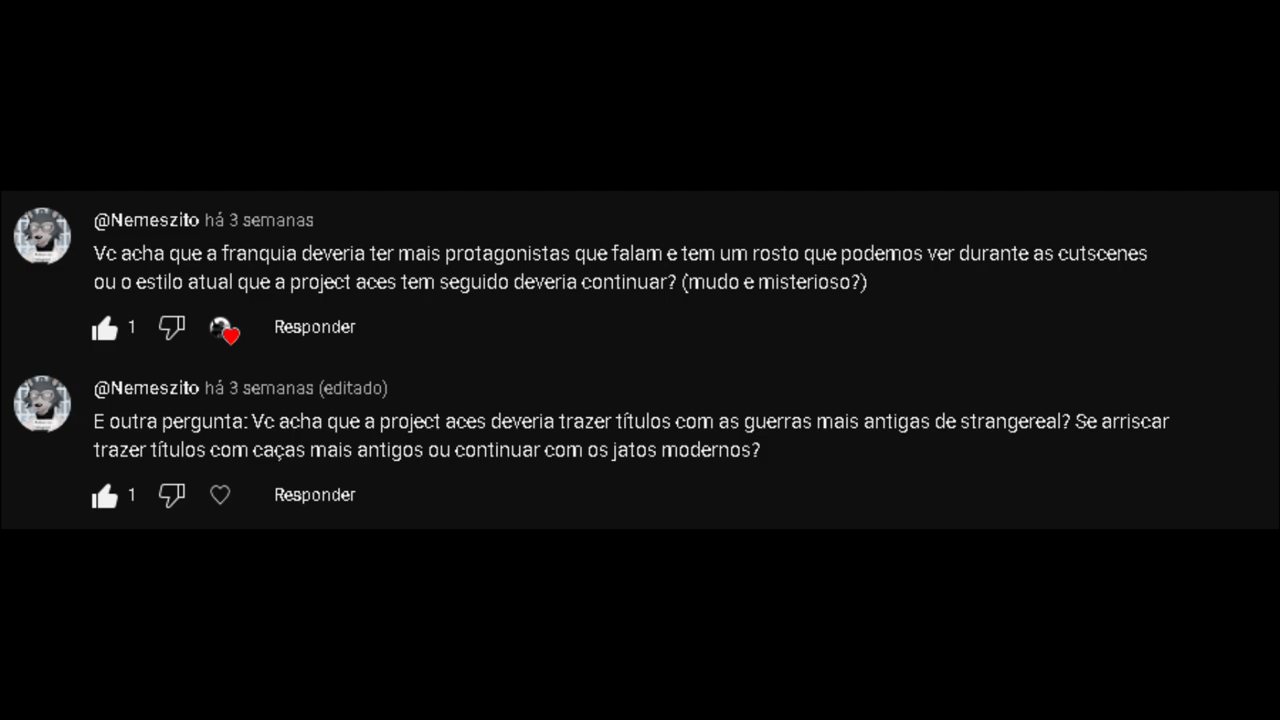 @Nemeszito há 3 semanas
Vc acha que a franquia deveria ter mais protagonistas que falam e tem um rosto que podemos ver durante as cutscenes
ou o estilo atual que a project aces tem seguido deveria continuar? (mudo e misterioso?)
1 Responder
@Nemeszito há 3 semanas (editado)
E outra pergunta: Vc acha que a project aces deveria trazer títulos com as guerras mais antigas de strangereal? Se arriscar
trazer títulos com caças mais antigos ou continuar com os jatos modernos?
1 Responder